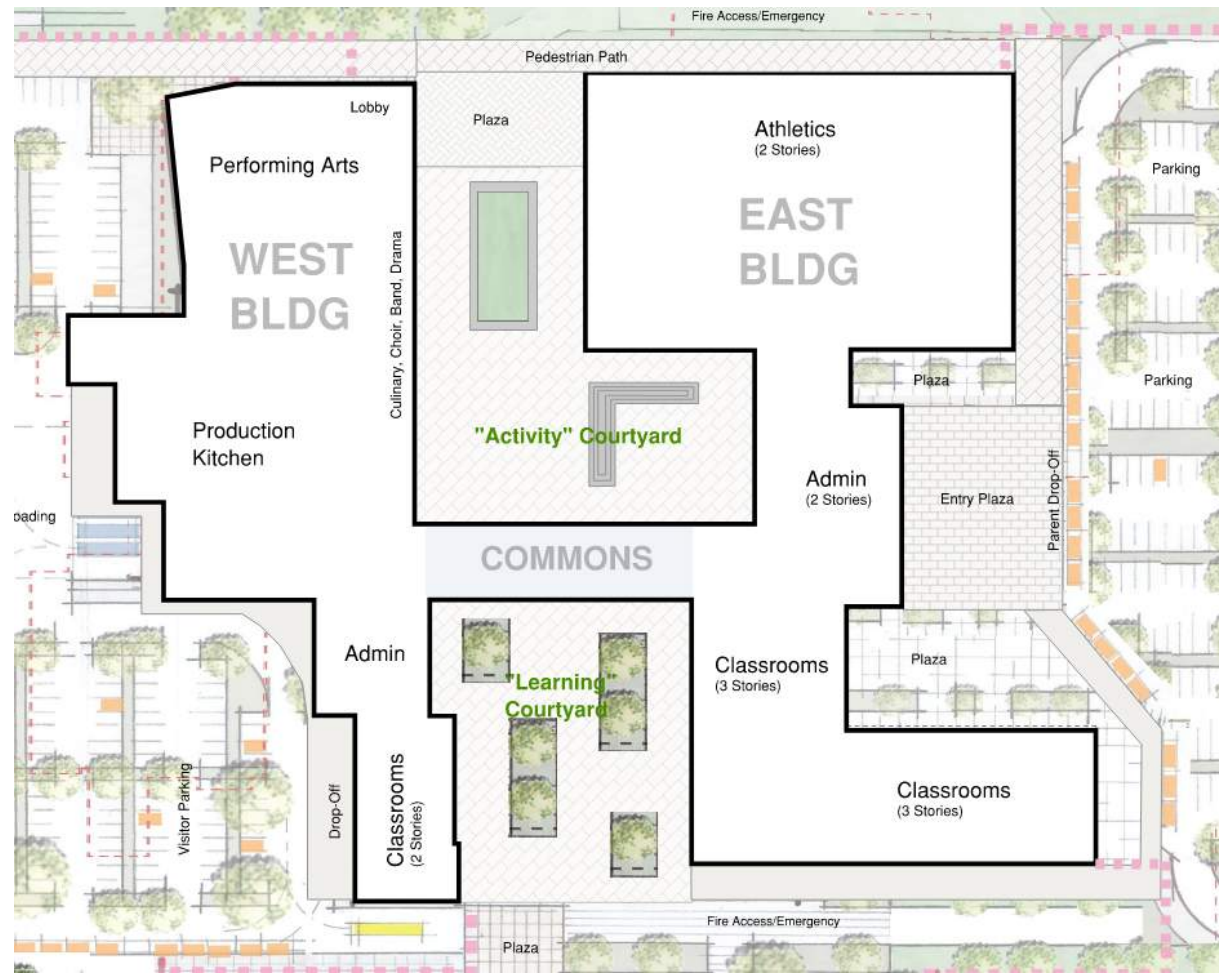 Fire Access/Emergency
Pedestrian Path
Lobby
Plaza
Athletics
(2 Stories)
Parking
Performing Arts
WEST
BLDG
EAST
BLDG
Culinary, Choir, Band, Drama
Plaza
Parking
"Activity" Courtyard
Production
Kitchen
Admin
(2 Stories)
Entry Plaza
Parent Drop-Off
oading
COMMONS
Admin
"Learning"
Courtyard
Classrooms
(3 Stories)
Plaza
Visitor Parking
Drop-Off
Classrooms
(2 Stories)
Classrooms
(3 Stories)
Fire Access/Emergency
Plaza